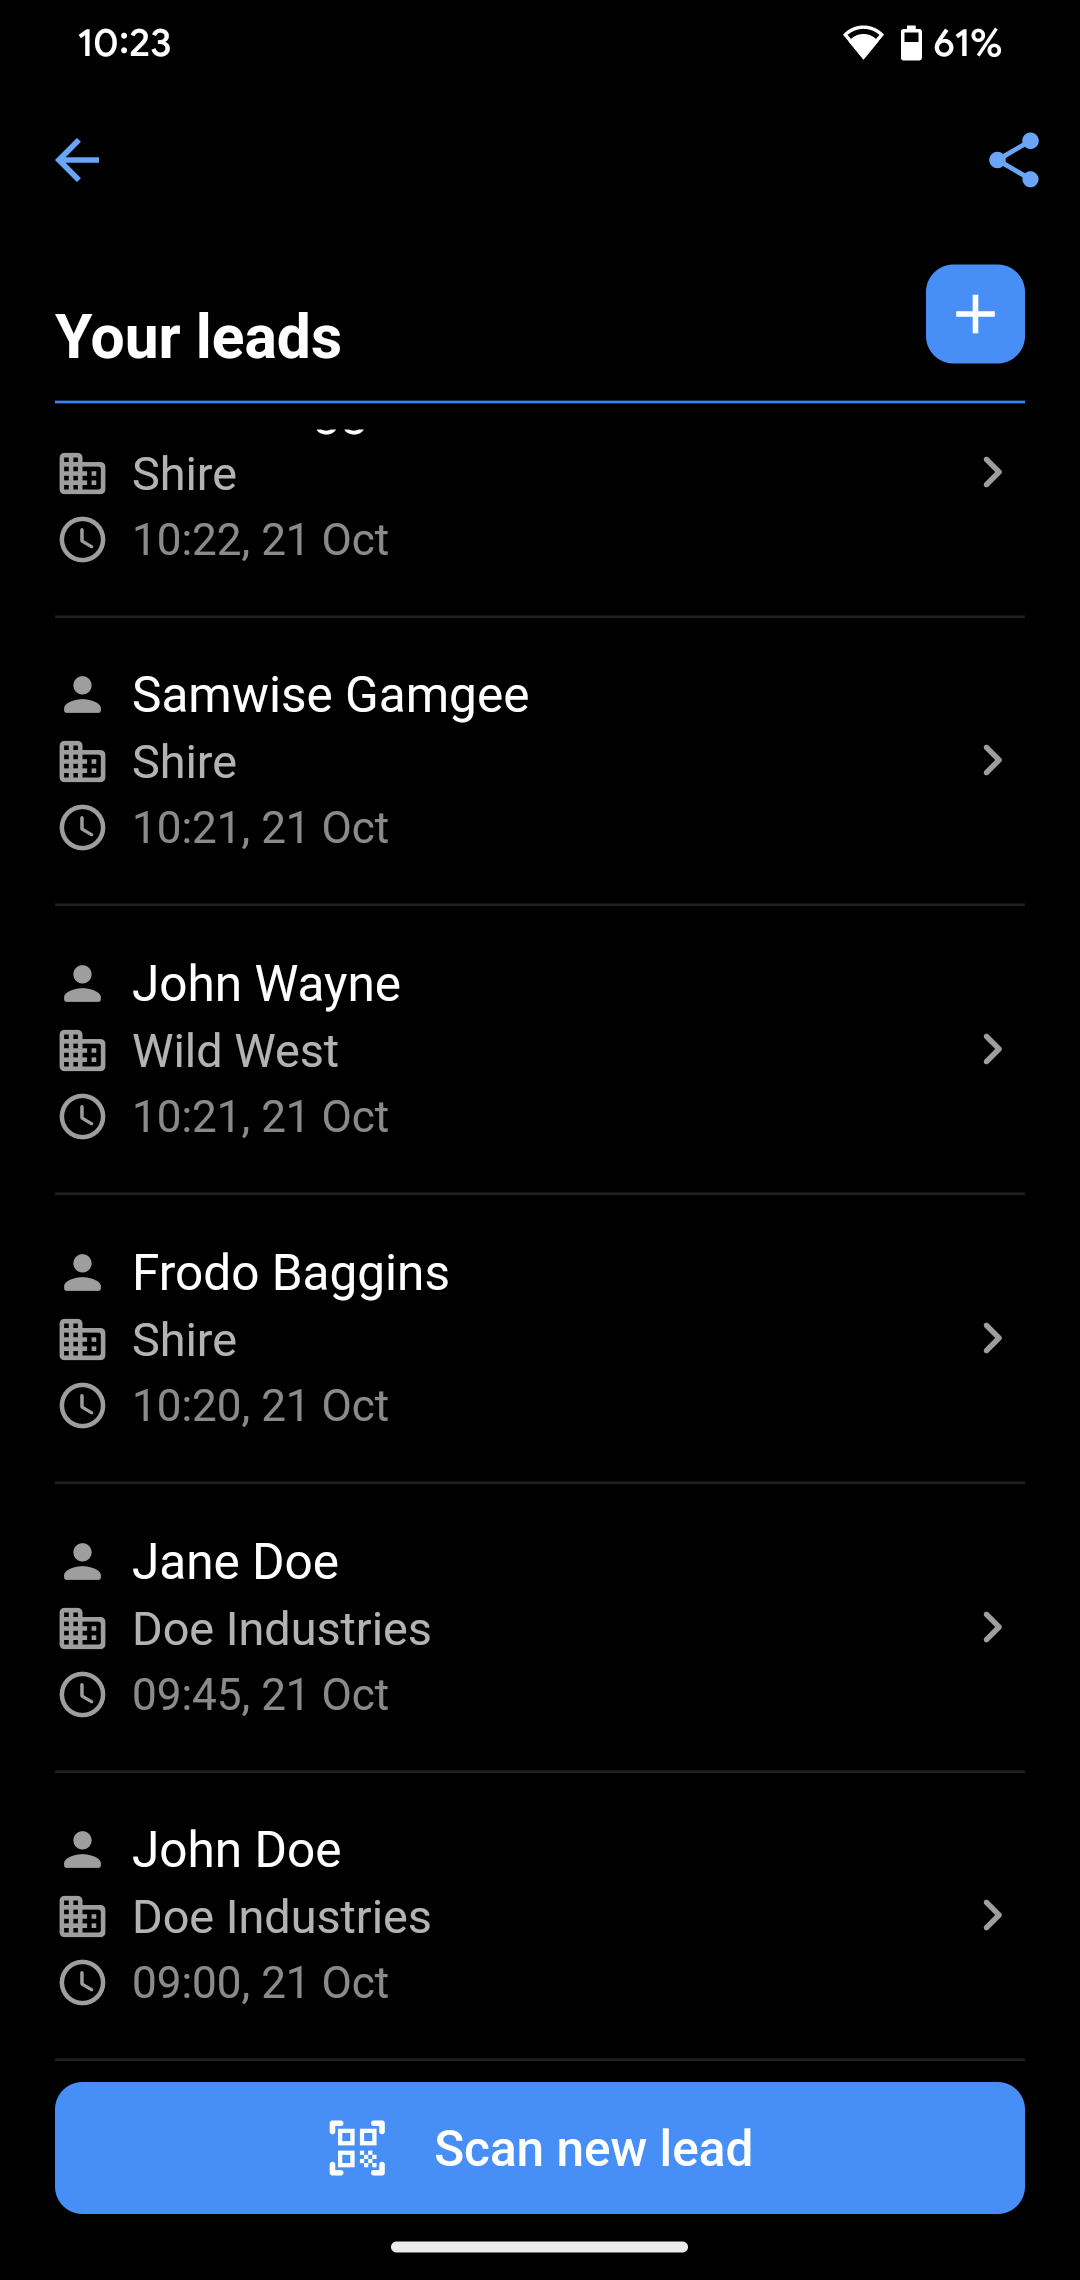 10:23
61%
Your leads
Shire
10:22, 21 Oct
Samwise Gamgee
Shire
10:21, 21 Oct
John Wayne
Wild West
10:21, 21 Oct
Frodo Baggins
Shire
10:20, 21 Oct
Jane Doe
Doe Industries
09:45, 21 Oct
John Doe
Doe Industries
09:00, 21 Oct
Scan new lead